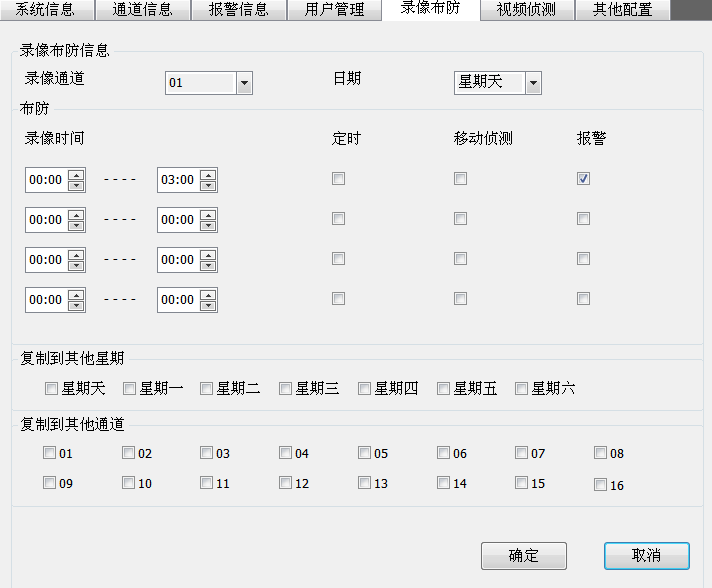 系统信息 通道信息 报警信息 用户管理 录像布防 视频侦测 其他配置
录像布防信息
录像通道 01 日期 星期天
布防
录像时间 定时 移动侦测 报警
00:00 ---- 03:00
00:00 ---- 00:00
00:00 ---- 00:00
00:00 ---- 00:00
复制到其他星期
星期天 星期一 星期二 星期三 星期四 星期五 星期六
复制到其他通道
01 02 03 04 05 06 07 08
09 10 11 12 13 14 15 16
确定 取消